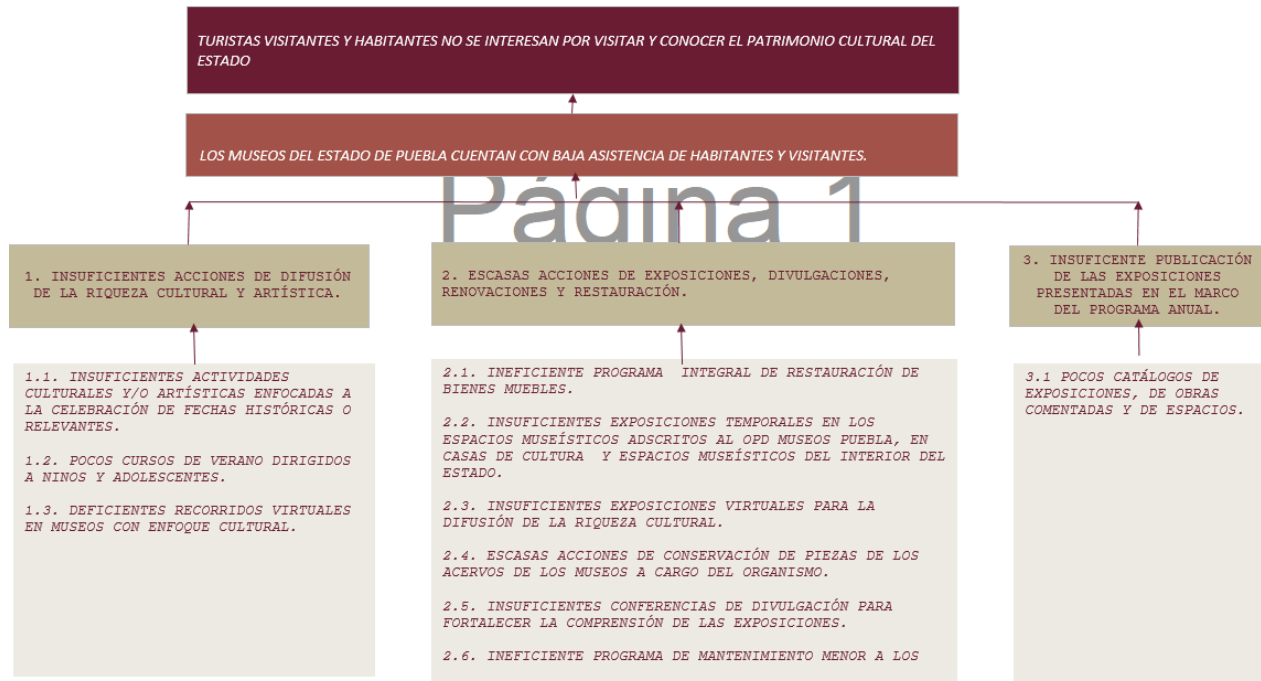 TURISTAS VISITANTES Y HABITANTES NO SE INTERESAN POR VISITAR Y CONOCER EL PATRIMONIO CULTURAL DEL
ESTADO
LOS MUSEOS DEL ESTADO DE PUEBLA CUENTAN CON BAJA ASISTENCIA DE HABITANTES Y VISITANTES.
Página 1
1. INSUFICIENTES ACCIONES DE DIFUSIÓN
DE LA RIQUEZA CULTURAL Y ARTÍSTICA.
2. ESCASAS ACCIONES DE EXPOSICIONES, DIVULGACIONES,
RENOVACIONES Y RESTAURACIÓN.
3. INSUFICENTE PUBLICACIÓN
DE LAS EXPOSICIONES
PRESENTADAS EN EL MARCO
DEL PROGRAMA ANUAL.
1.1. INSUFICIENTES ACTIVIDADES
CULTURALES Y/O ARTÍSTICAS ENFOCADAS A
LA CELEBRACIÓN DE FECHAS HISTÓRICAS O
RELEVANTES.
1.2. POCOS CURSOS DE VERANO DIRIGIDOS
A NINOS Y ADOLESCENTES.
1.3. DEFICIENTES RECORRIDOS VIRTUALES
EN MUSEOS CON ENFOQUE CULTURAL.
2.1. INEFICIENTE PROGRAMA INTEGRAL DE RESTAURACIÓN DE
BIENES MUEBLES.
2.2. INSUFICIENTES EXPOSICIONES TEMPORALES EN LOS
ESPACIOS MUSEÍSTICOS ADSCRITOS AL OPD MUSEOS PUEBLA, EN
CASAS DE CULTURA Y ESPACIOS MUSEÍSTICOS DEL INTERIOR DEL
ESTADO.
2.3. INSUFICIENTES EXPOSICIONES VIRTUALES PARA LA
DIFUSIÓN DE LA RIQUEZA CULTURAL.
2.4. ESCASAS ACCIONES DE CONSERVACIÓN DE PIEZAS DE LOS
ACERVOS DE LOS MUSEOS A CARGO DEL ORGANISMO.
2.5. INSUFICIENTES CONFERENCIAS DE DIVULGACIÓN PARA
FORTALECER LA COMPRENSIÓN DE LAS EXPOSICIONES.
2.6. INEFICIENTE PROGRAMA DE MANTENIMIENTO MENOR A LOS
3.1 POCOS CATÁLOGOS DE
EXPOSICIONES, DE OBRAS
COMENTADAS Y DE ESPACIOS.